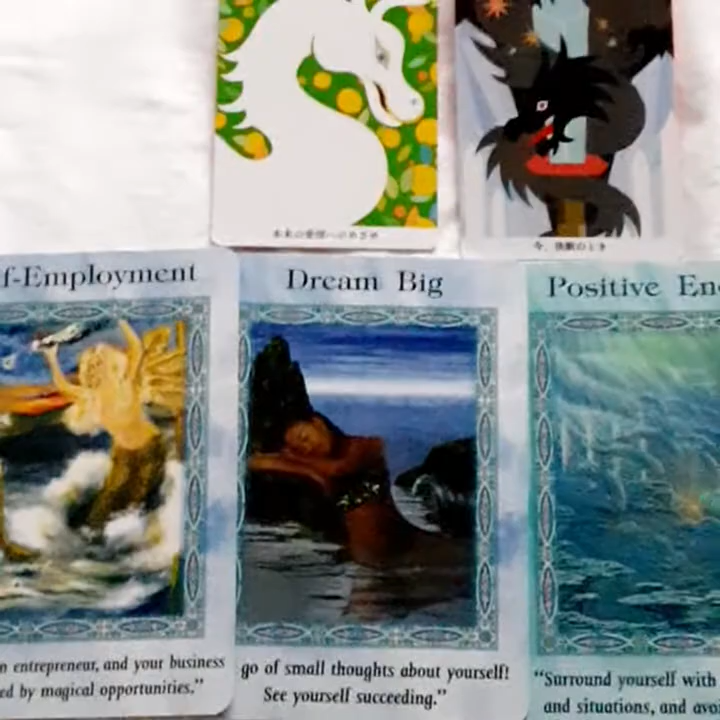 未来の愛情へのめざめ
今、決断のとき
f-Employment
n entrepreneur, and your business
ed by magical opportunities."
Dream Big
go of small thoughts about yourself!
See yourself succeeding."
Positive En
"Surround yourself with
and situations, and avo